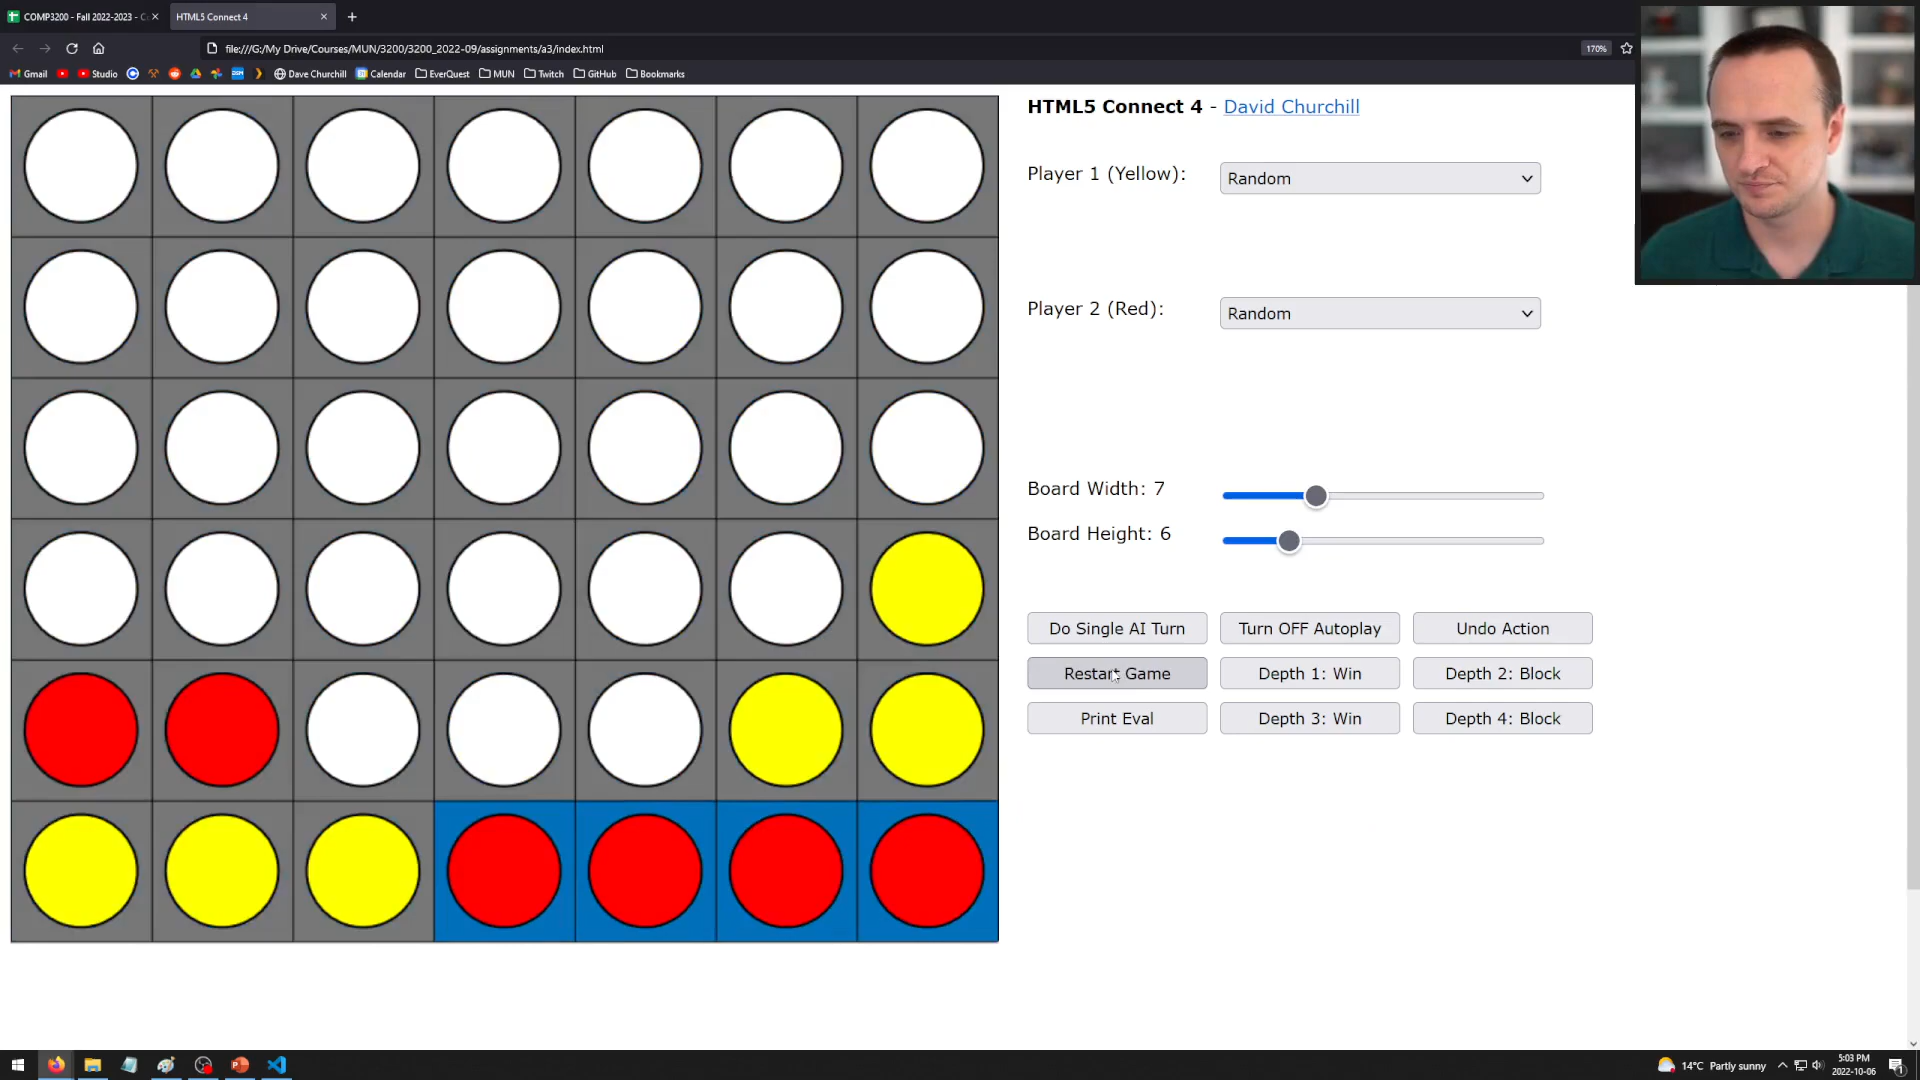 COMP3200 - Fall 2022-2023 - C
HTML5 Connect 4
file:///G:/My Drive/Courses/MUN/3200/3200_2022-09/assignments/a3/index.html
170%
Gmail
Studio
Dave Churchill
Calendar
EverQuest
MUN
Twitch
GitHub
Bookmarks
HTML5 Connect 4 - David Churchill
Player 1 (Yellow):
Random
Player 2 (Red):
Random
Board Width: 7
Board Height: 6
Do Single AI Turn
Turn OFF Autoplay
Undo Action
Restart Game
Depth 1: Win
Depth 2: Block
Print Eval
Depth 3: Win
Depth 4: Block
14°C Partly sunny
5:03 PM
2022-10-06